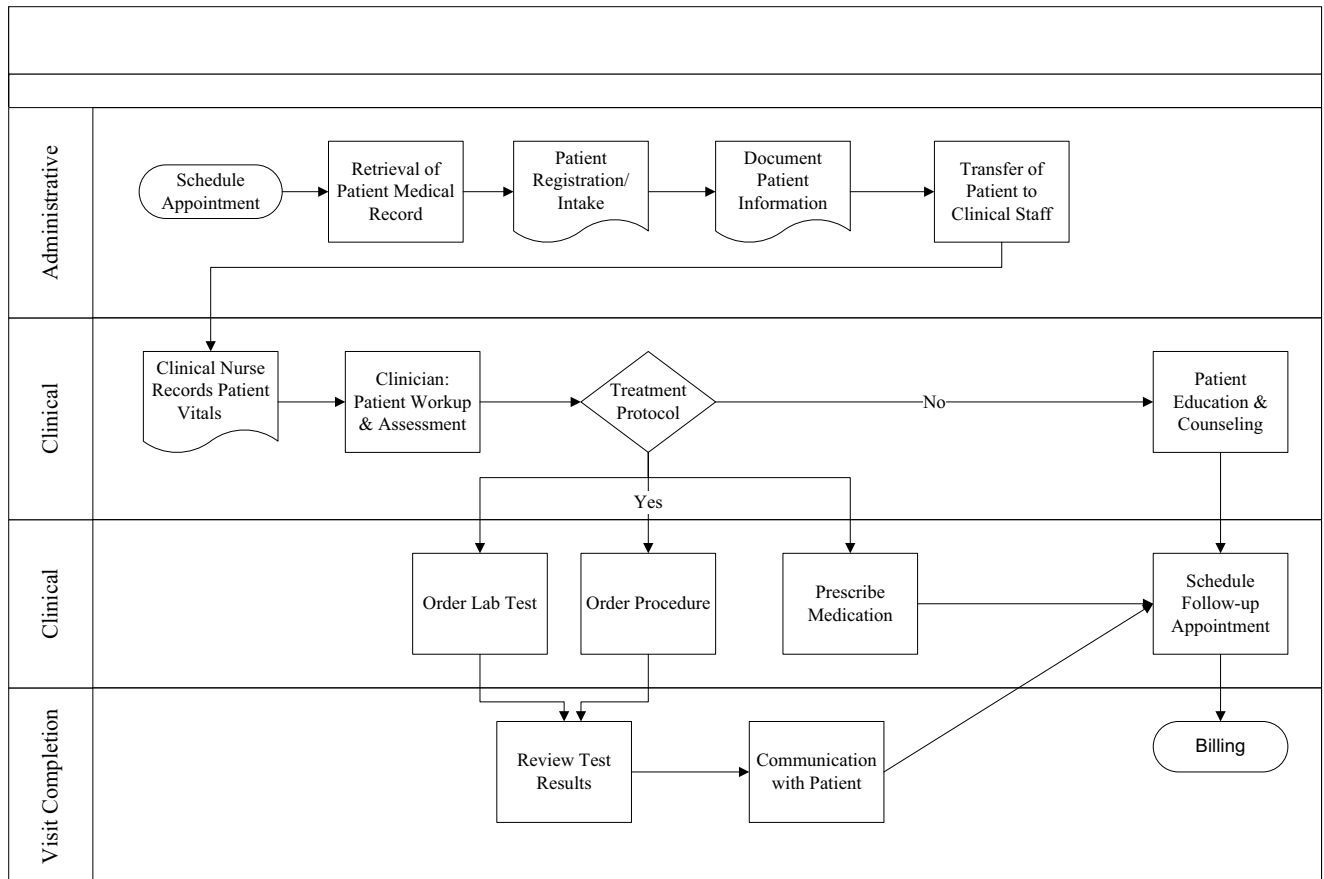 Administrative
Schedule
Appointment
Retrieval of
Patient Medical
Record
Patient
Registration/
Intake
Document
Patient
Information
Transfer of
Patient to
Clinical Staff
Clinical
Clinical Nurse
Records Patient
Vitals
Clinician:
Patient Workup
& Assessment
Treatment
Protocol
No
Patient
Education &
Counseling
Yes
Clinical
Order Lab Test
Order Procedure
Prescribe
Medication
Schedule
Follow-up
Appointment
Visit Completion
Review Test
Results
Communication
with Patient
Billing